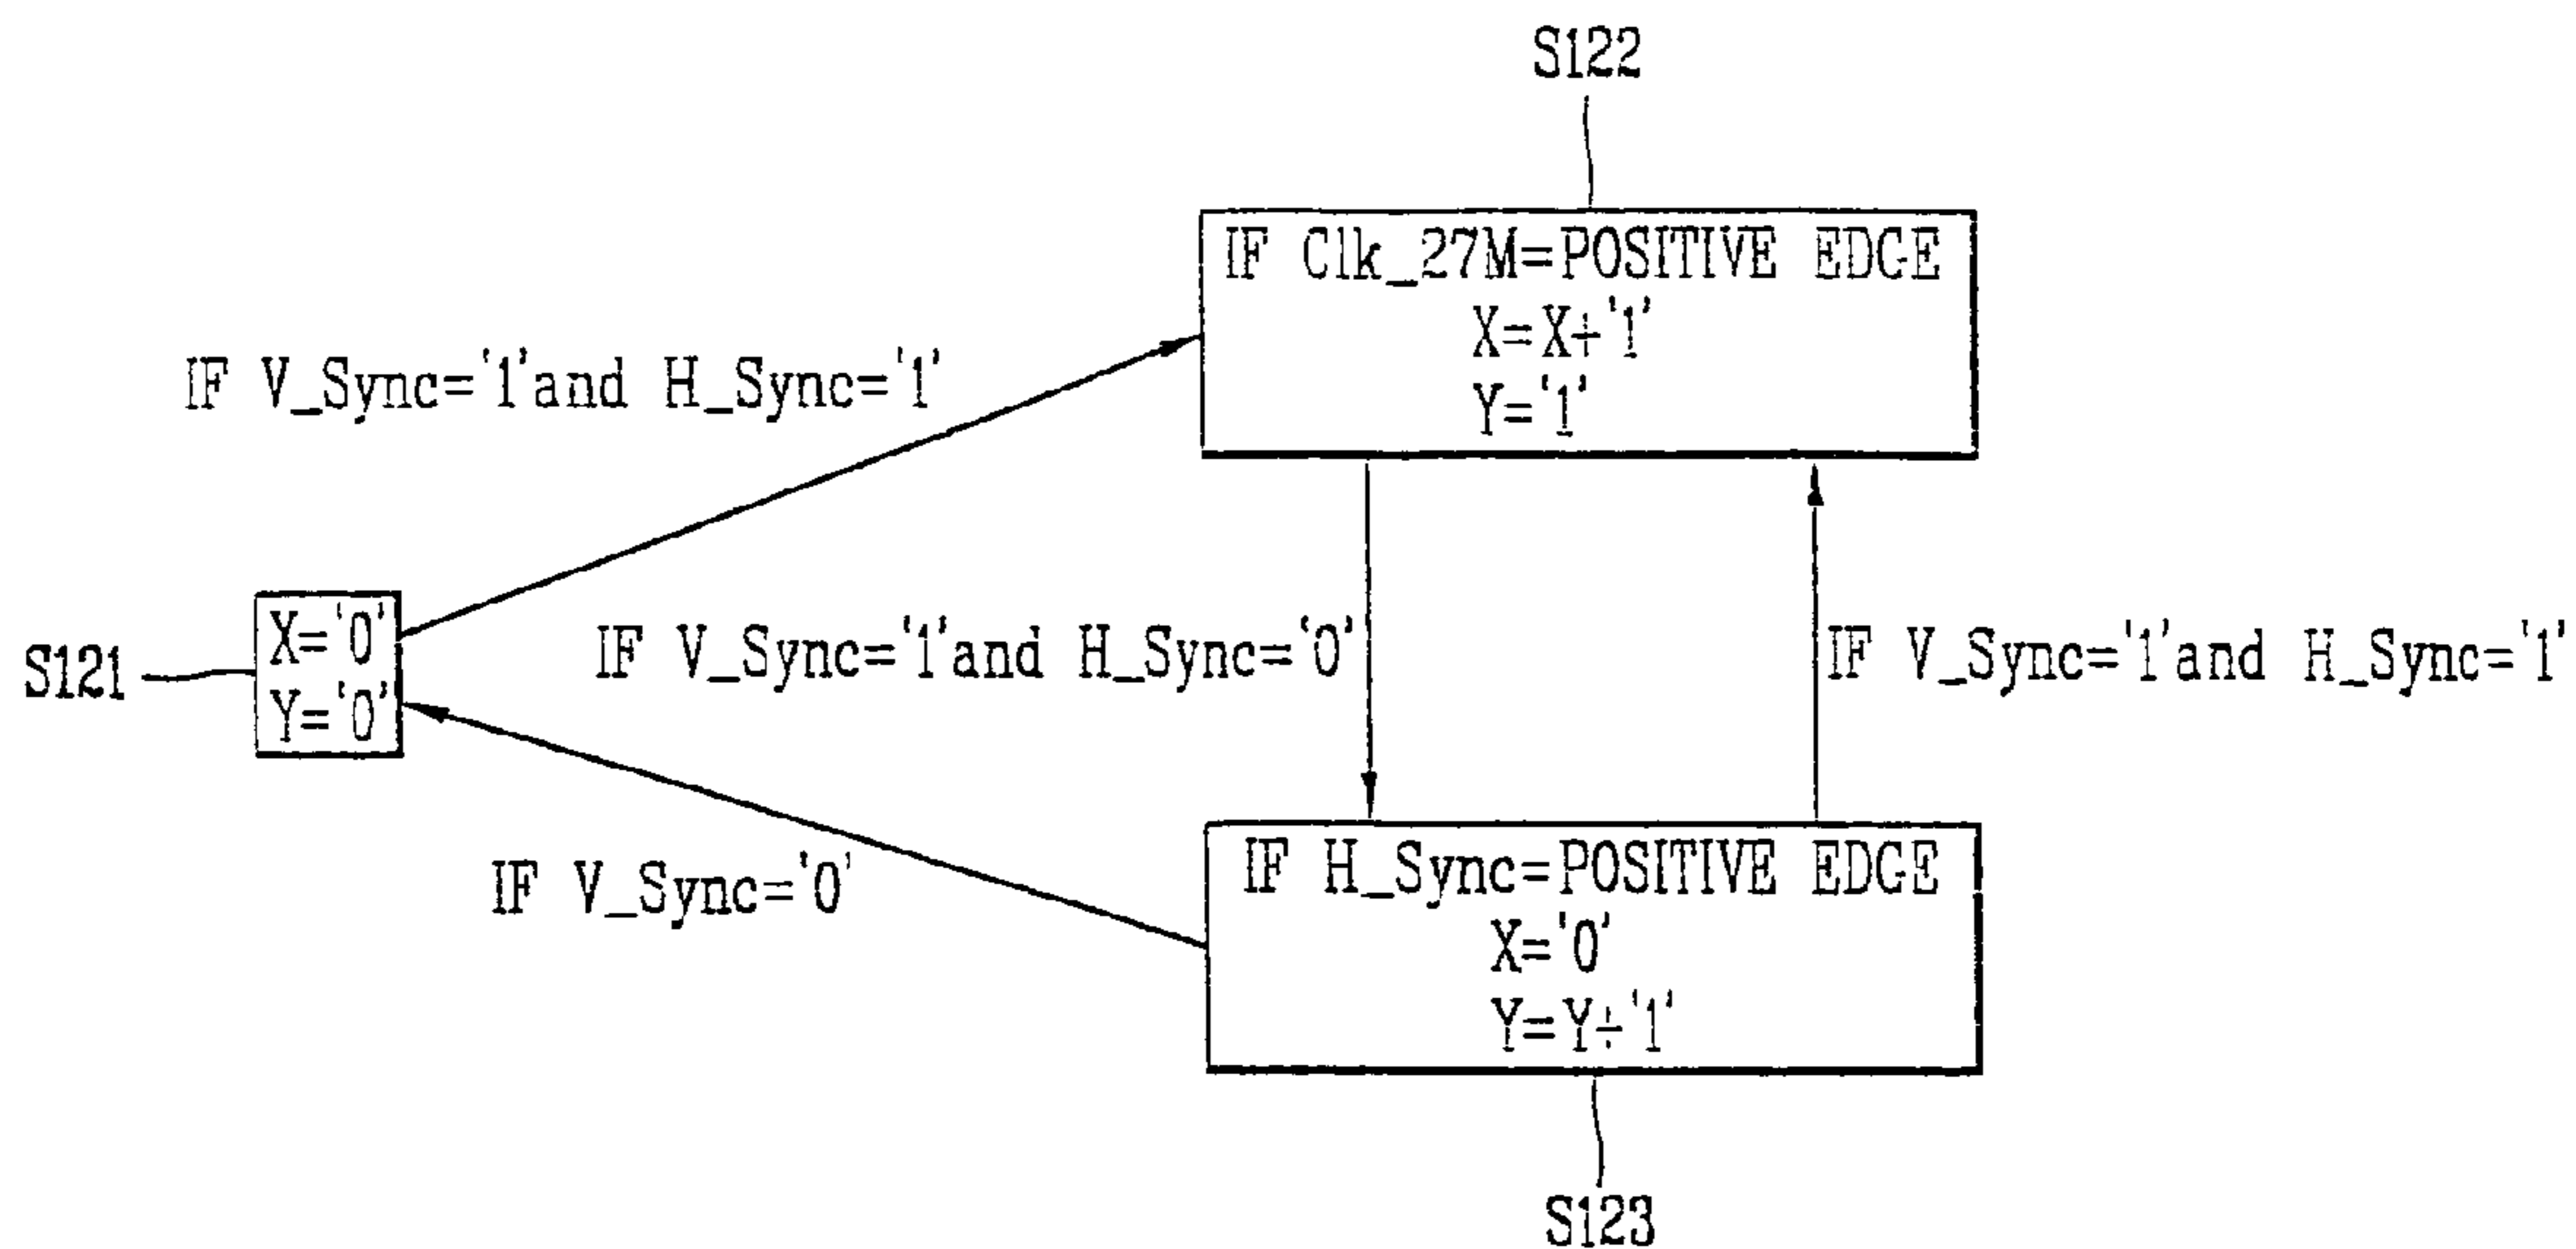 S122
IF Clk_27M=POSITIVE EDGE
X=X+'1'
Y='1'
IF V_Sync='1'and H_Sync='1'
S121
X='0'
Y='0'
IF V_Sync='1'and H_Sync='0'
IF V_Sync='1'and H_Sync='1'
IF V_Sync='0'
IF H_Sync=POSITIVE EDGE
X='0'
Y=Y+'1'
S123